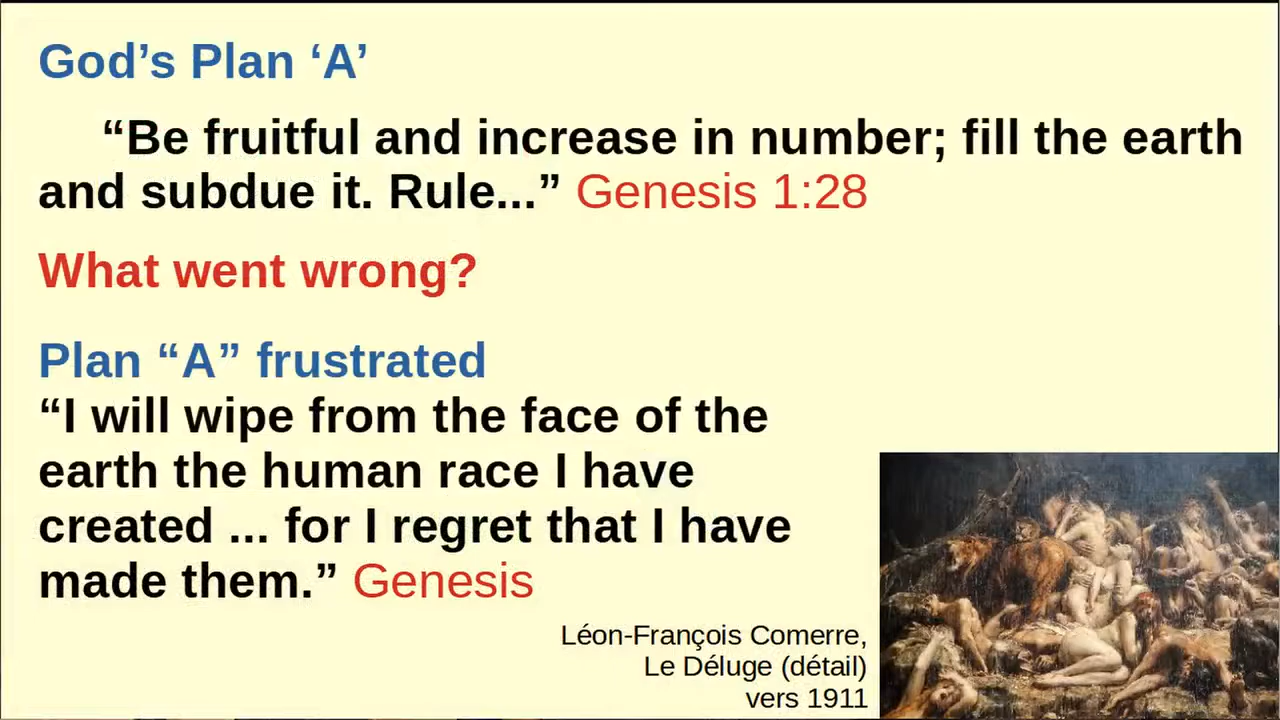 God’s Plan ‘A’
“Be fruitful and increase in number; fill the earth
and subdue it. Rule...” Genesis 1:28
What went wrong?
Plan “A” frustrated
“I will wipe from the face of the
earth the human race I have
created ... for I regret that I have
made them.” Genesis
Léon-François Comerre,
Le Déluge (détail)
vers 1911